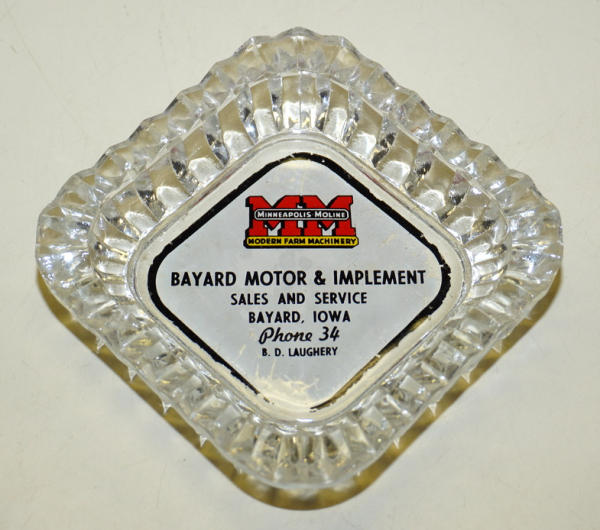 MM
MINNEAPOLIS MOLINE
MODERN FARM MACHINERY
BAYARD MOTOR & IMPLEMENT
SALES AND SERVICE
BAYARD, IOWA
Phone 34
B. D. LAUGHERY